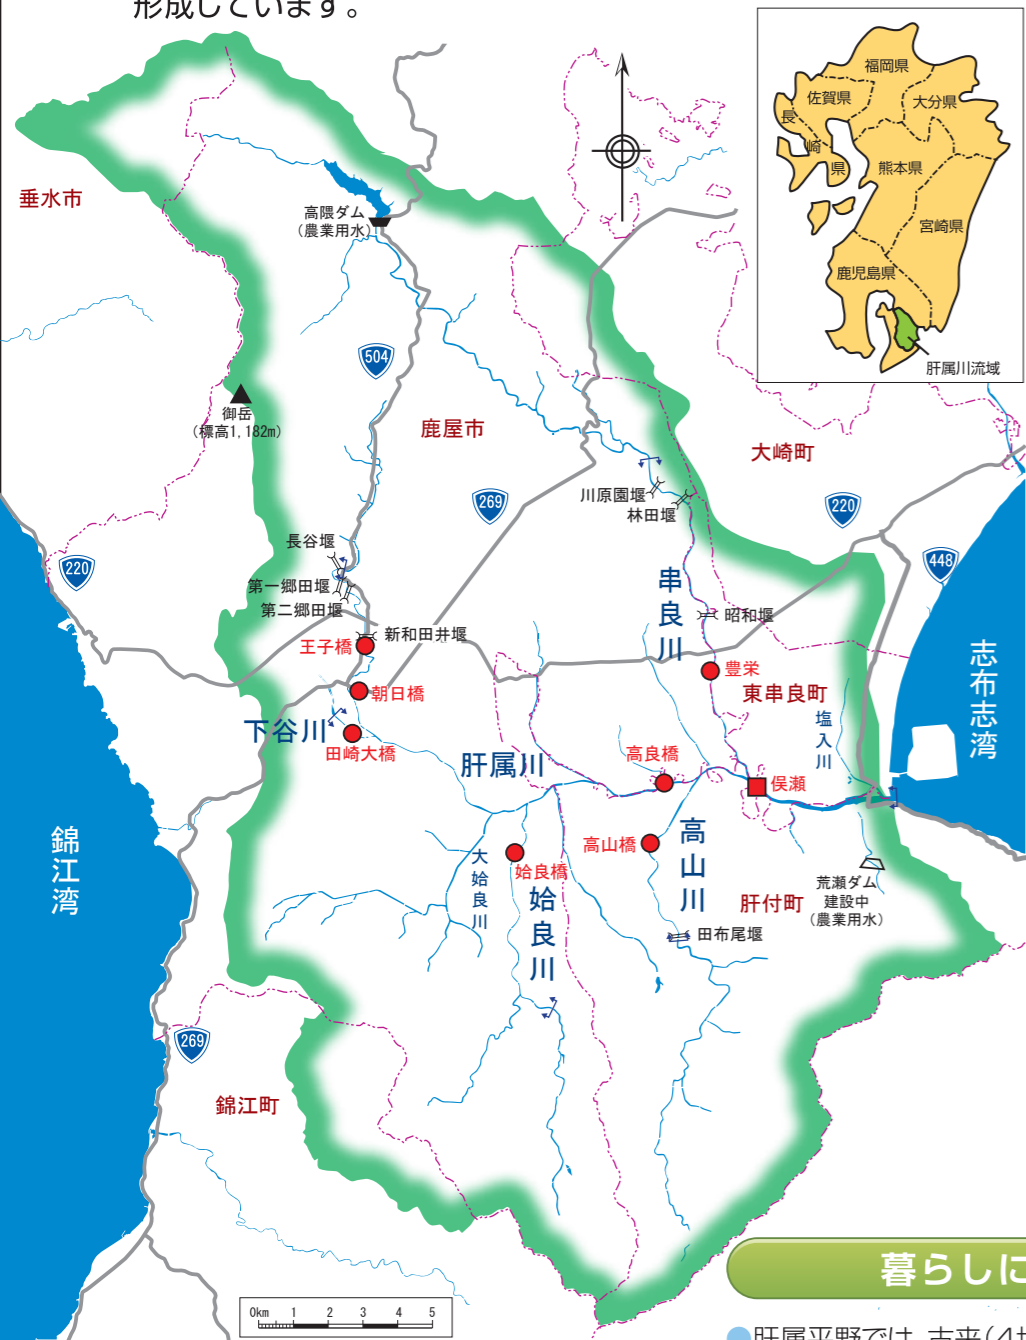 形成しています。
福岡県
佐賀県
大分県
長
崎
県
熊本県
宮崎県
鹿児島県
肝属川流域
垂水市
高隈ダム
(農業用水)
504
御岳
(標高1,182m)
鹿屋市
大崎町
269
川原園堰
林田堰
220
448
220
長谷堰
第一郷田堰
第二郷田堰
新和田井堰
王子橋
串良川
昭和堰
豊栄
志布志湾
朝日橋
東串良町
下谷川
田崎大橋
塩入川
肝属川
高良橋
俣瀬
錦江湾
高山橋
高山川
大姶良川
姶良橋
姶良川
荒瀬ダム
建設中
(農業用水)
肝付町
田布尾堰
269
錦江町
0km 1 2 3 4 5
暮らしに